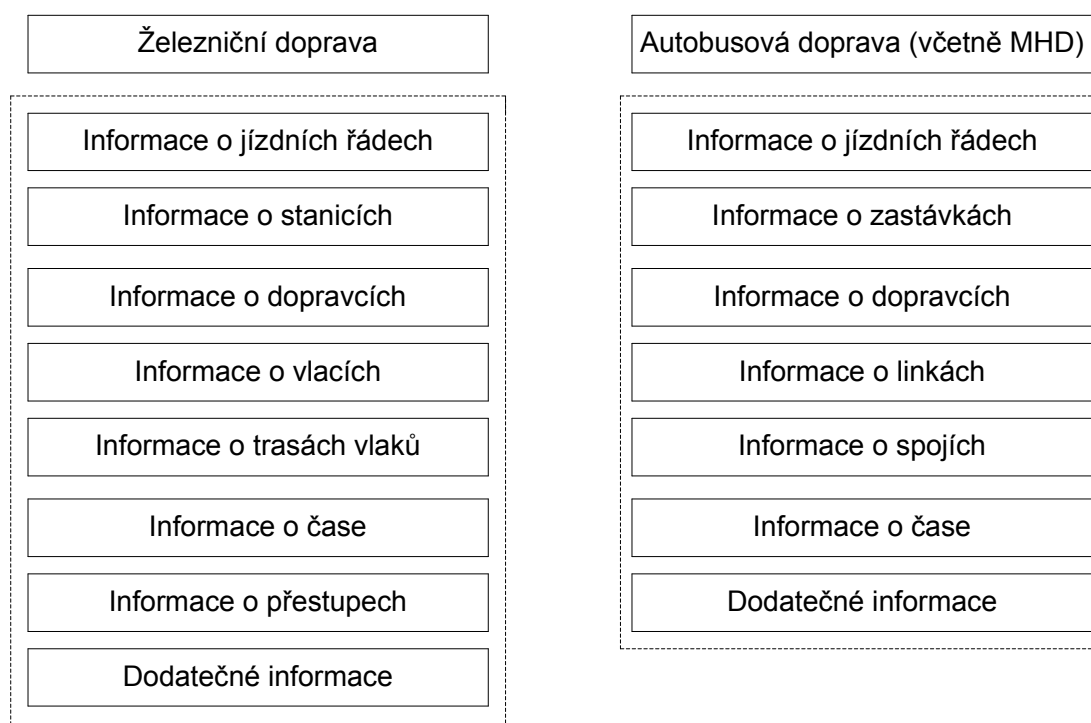 Železniční doprava
Informace o jízdních řádech
Informace o stanicích
Informace o dopravcích
Informace o vlacích
Informace o trasách vlaků
Informace o čase
Informace o přestupech
Dodatečné informace
Autobusová doprava (včetně MHD)
Informace o jízdních řádech
Informace o zastávkách
Informace o dopravcích
Informace o linkách
Informace o spojích
Informace o čase
Dodatečné informace